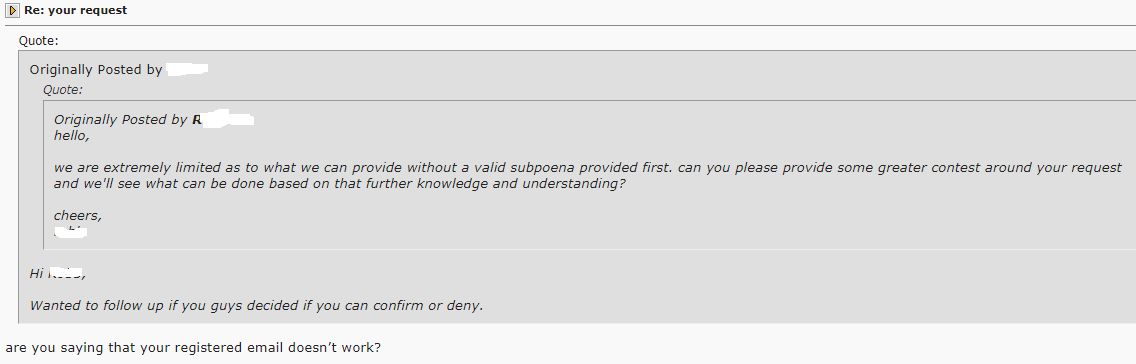 Re: your request
Quote:
Originally Posted by
Quote:
Originally Posted by R
hello,
we are extremely limited as to what we can provide without a valid subpoena provided first. can you please provide some greater contest around your request
and we'll see what can be done based on that further knowledge and understanding?
cheers,
Hi
Wanted to follow up if you guys decided if you can confirm or deny.
are you saying that your registered email doesn’t work?